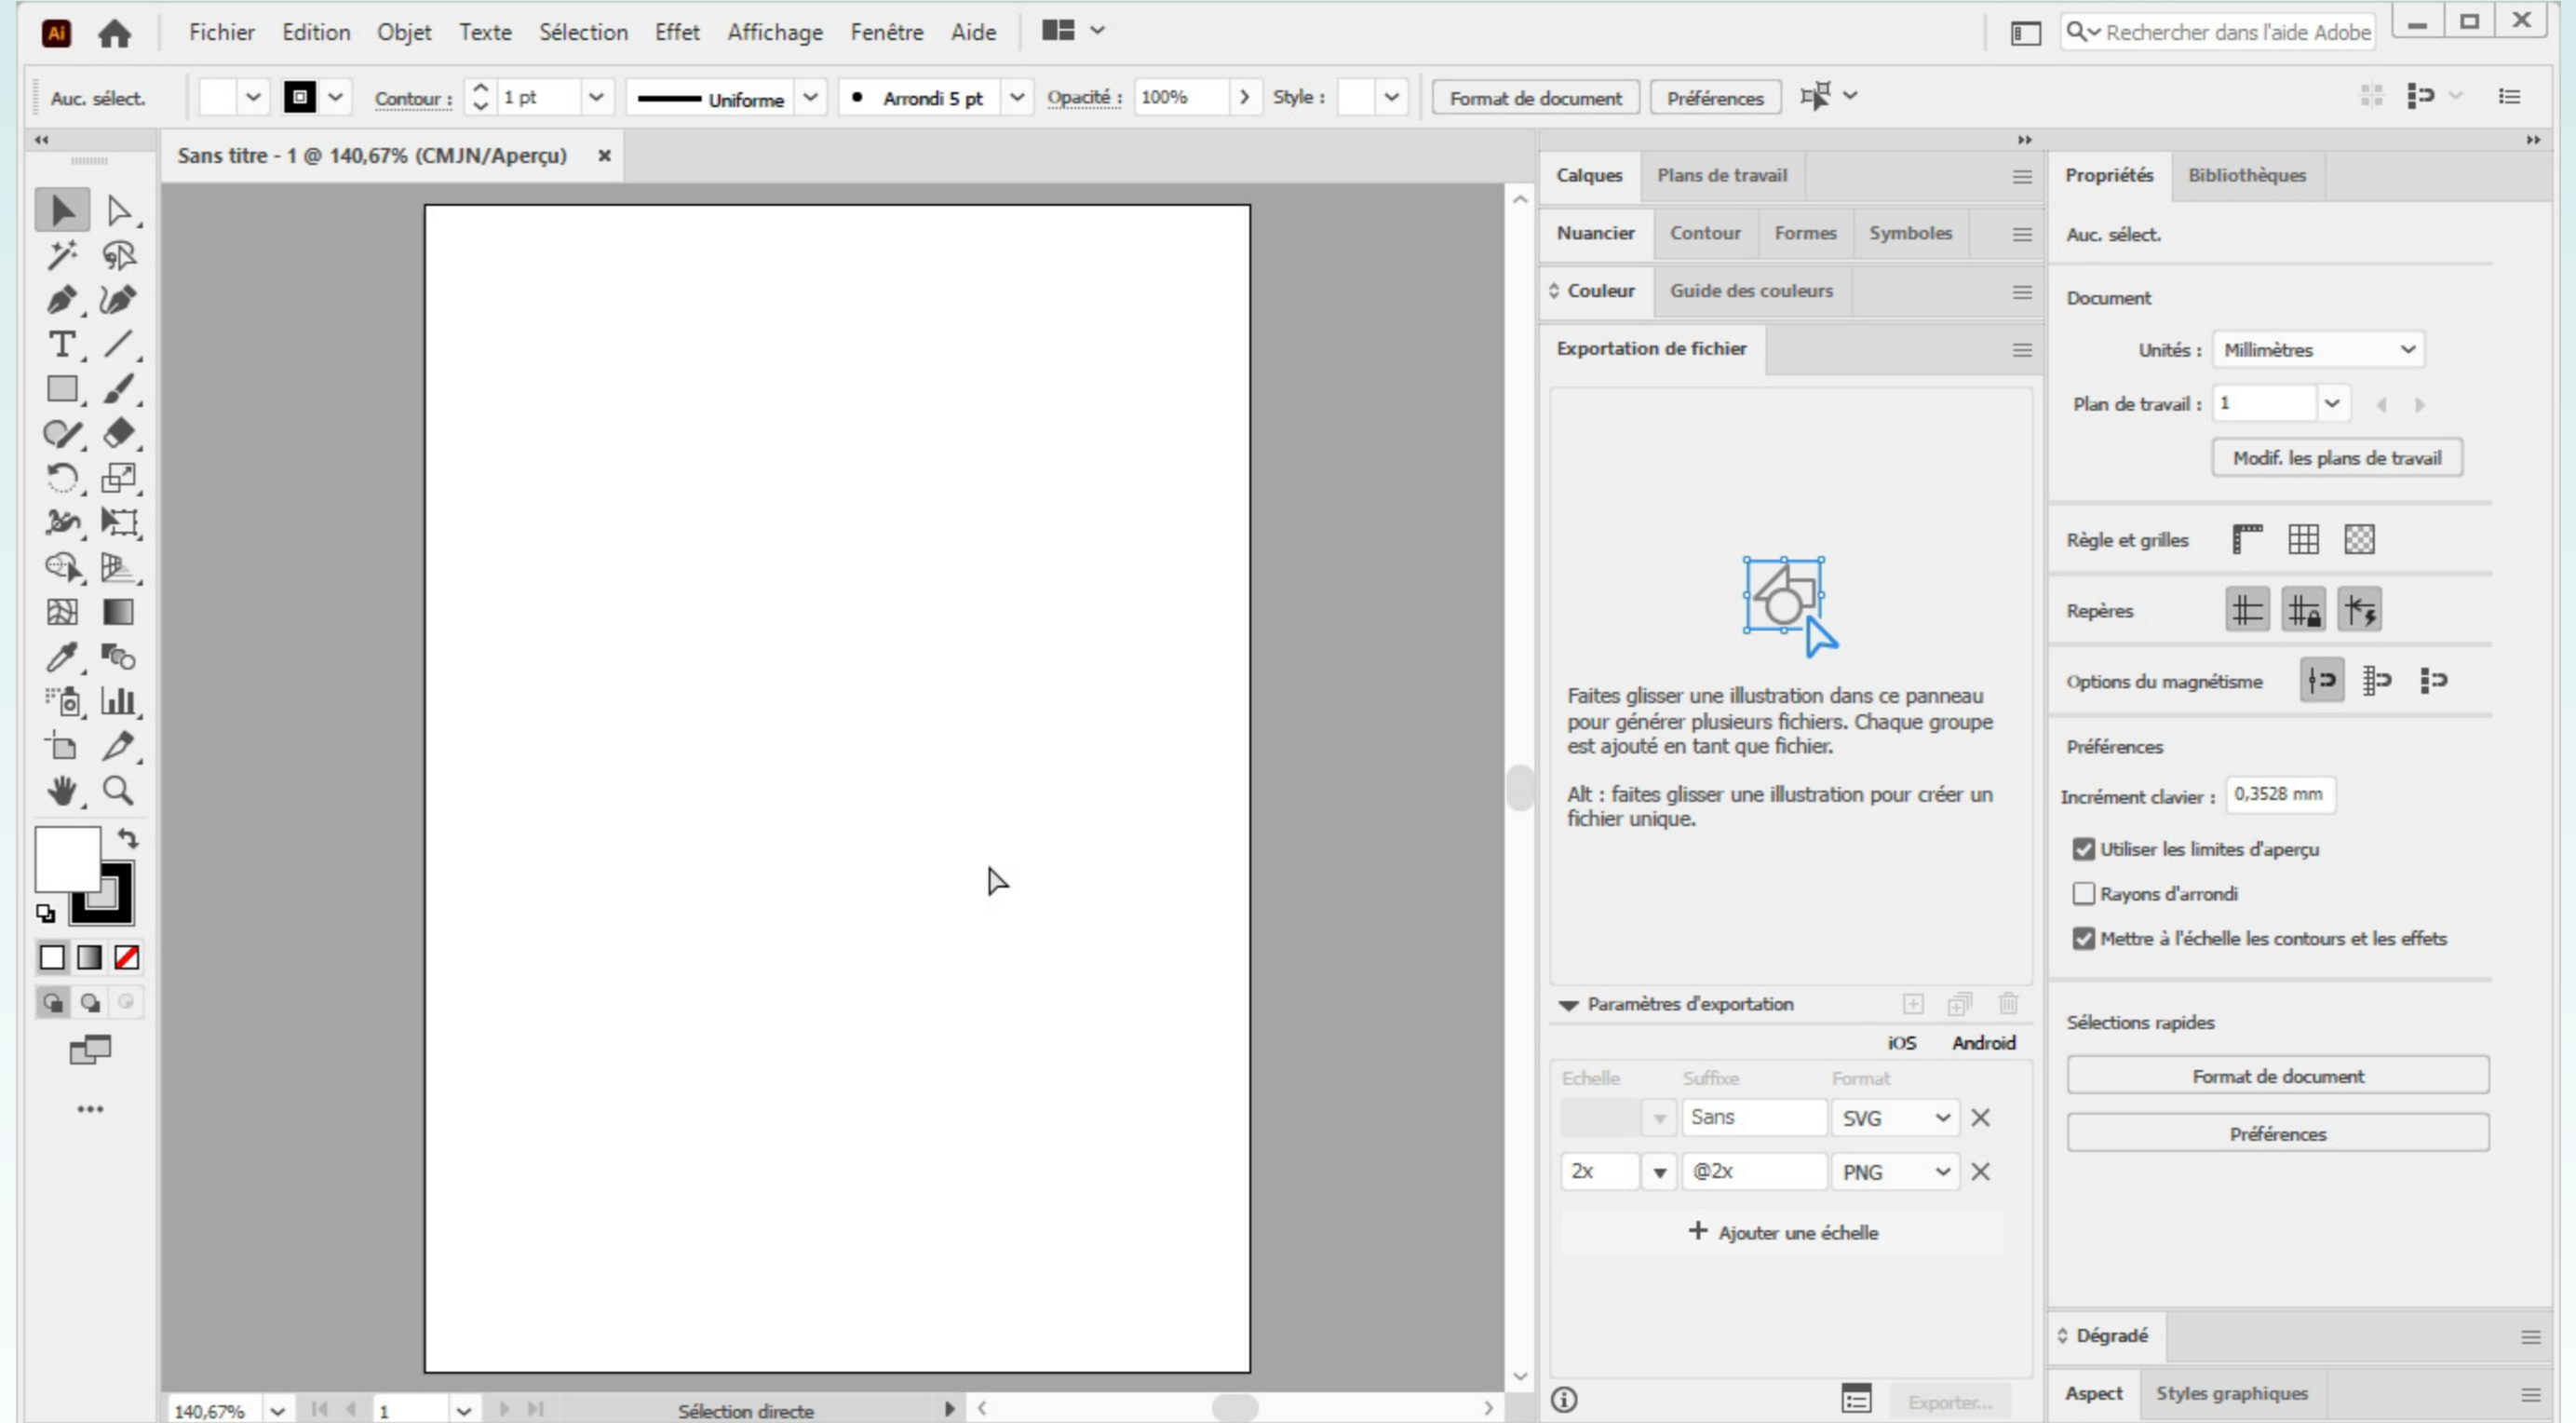 Ai Fichier Edition Objet Texte Sélection Effet Affichage Fenêtre Aide Rechercher dans l'aide Adobe
Auc. sélect. Contour : 1 pt Uniforme Arrondi 5 pt Opacité : 100% Style : Format de document Préférences
Sans titre - 1 @ 140,67% (CMJN/Aperçu)
Calques Plans de travail
Nuancier Contour Formes Symboles
Couleur Guide des couleurs
Exportation de fichier
Faites glisser une illustration dans ce panneau
pour générer plusieurs fichiers. Chaque groupe
est ajouté en tant que fichier.
Alt : faites glisser une illustration pour créer un
fichier unique.
Paramètres d'exportation
iOS Android
Echelle Suffixe Format
Sans SVG
2x @2x PNG
+ Ajouter une échelle
Exporter...
Propriétés Bibliothèques
Auc. sélect.
Document
Unités : Millimètres
Plan de travail : 1
Modif. les plans de travail
Règle et grilles
Repères
Options du magnétisme
Préférences
Incrément clavier : 0,3528 mm
Utiliser les limites d'aperçu
Rayons d'arrondi
Mettre à l'échelle les contours et les effets
Sélections rapides
Format de document
Préférences
Dégradé
Aspect Styles graphiques
140,67% 1 Sélection directe